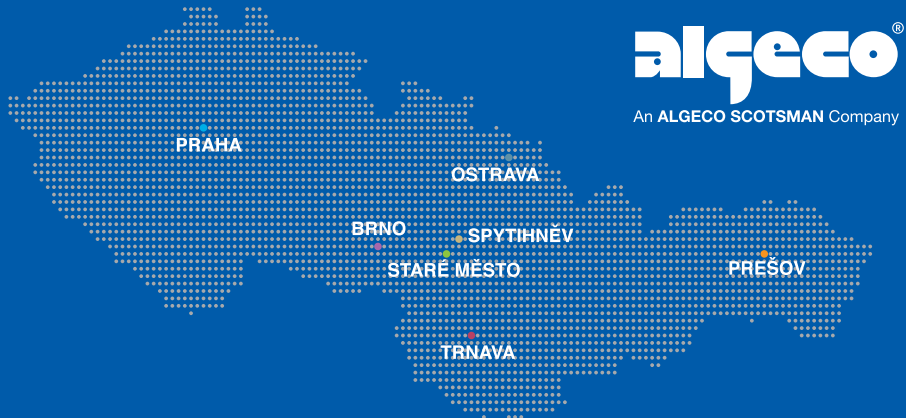 algeco®
An ALGECO SCOTSMAN Company
PRAHA
OSTRAVA
BRNO
SPYTIHNĚV
STARÉ MĚSTO
PREŠOV
TRNAVA